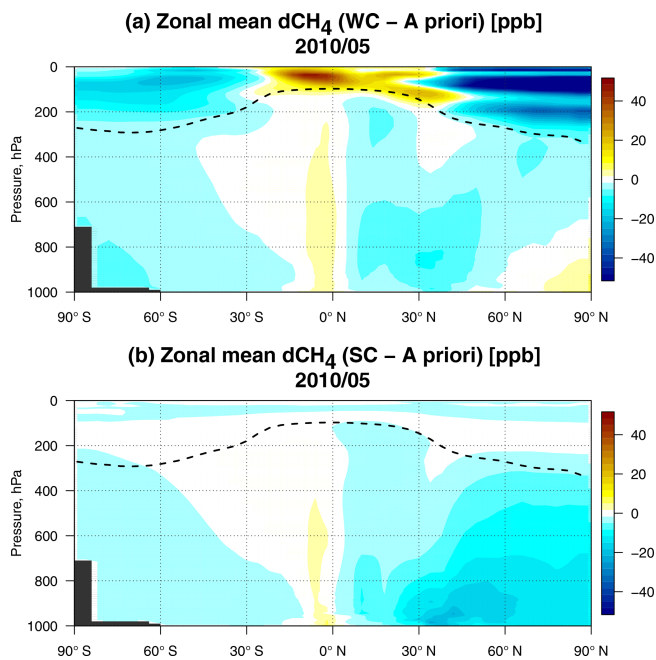 (a) Zonal mean dCH4 (WC − A priori) [ppb]
2010/05
Pressure, hPa
0
200
400
600
800
1000
90° S
60° S
30° S
0° N
30° N
60° N
90° N
40
20
0
−20
−40
(b) Zonal mean dCH4 (SC − A priori) [ppb]
2010/05
Pressure, hPa
0
200
400
600
800
1000
90° S
60° S
30° S
0° N
30° N
60° N
90° N
40
20
0
−20
−40